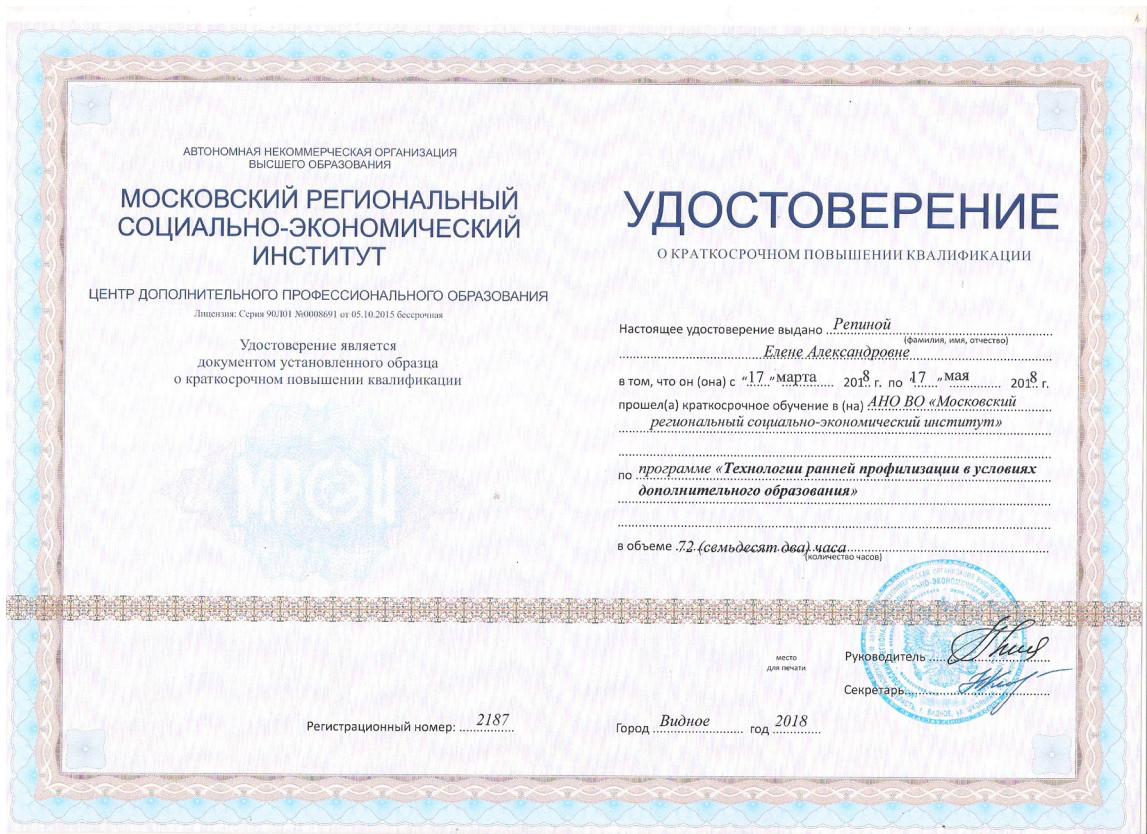 АВТОНОМНАЯ НЕКОММЕРЧЕСКАЯ ОРГАНИЗАЦИЯ
ВЫСШЕГО ОБРАЗОВАНИЯ
МОСКОВСКИЙ РЕГИОНАЛЬНЫЙ
СОЦИАЛЬНО-ЭКОНОМИЧЕСКИЙ
ИНСТИТУТ
ЦЕНТР ДОПОЛНИТЕЛЬНОГО ПРОФЕССИОНАЛЬНОГО ОБРАЗОВАНИЯ
Лицензия: Серия 90Л01 №0008691 от 05.10.2015 бессрочная
Удостоверение является
документом установленного образца
о краткосрочном повышении квалификации
МРСЭИ
Регистрационный номер: 2187
УДОСТОВЕРЕНИЕ
О КРАТКОСРОЧНОМ ПОВЫШЕНИИ КВАЛИФИКАЦИИ
Настоящее удостоверение выдано Репиной
(фамилия, имя, отчество)
Елене Александровне
в том, что он (она) с "17" марта 2018 г. по "17" мая 2018 г.
прошел(а) краткосрочное обучение в (на) АНО ВО «Московский
региональный социально-экономический институт»
по программе «Технологии ранней профилизации в условиях
дополнительного образования»
в объеме 72 (семьдесят два) часа
(количество часов)
место
для печати
Руководитель
Секретарь
Город Видное год 2018